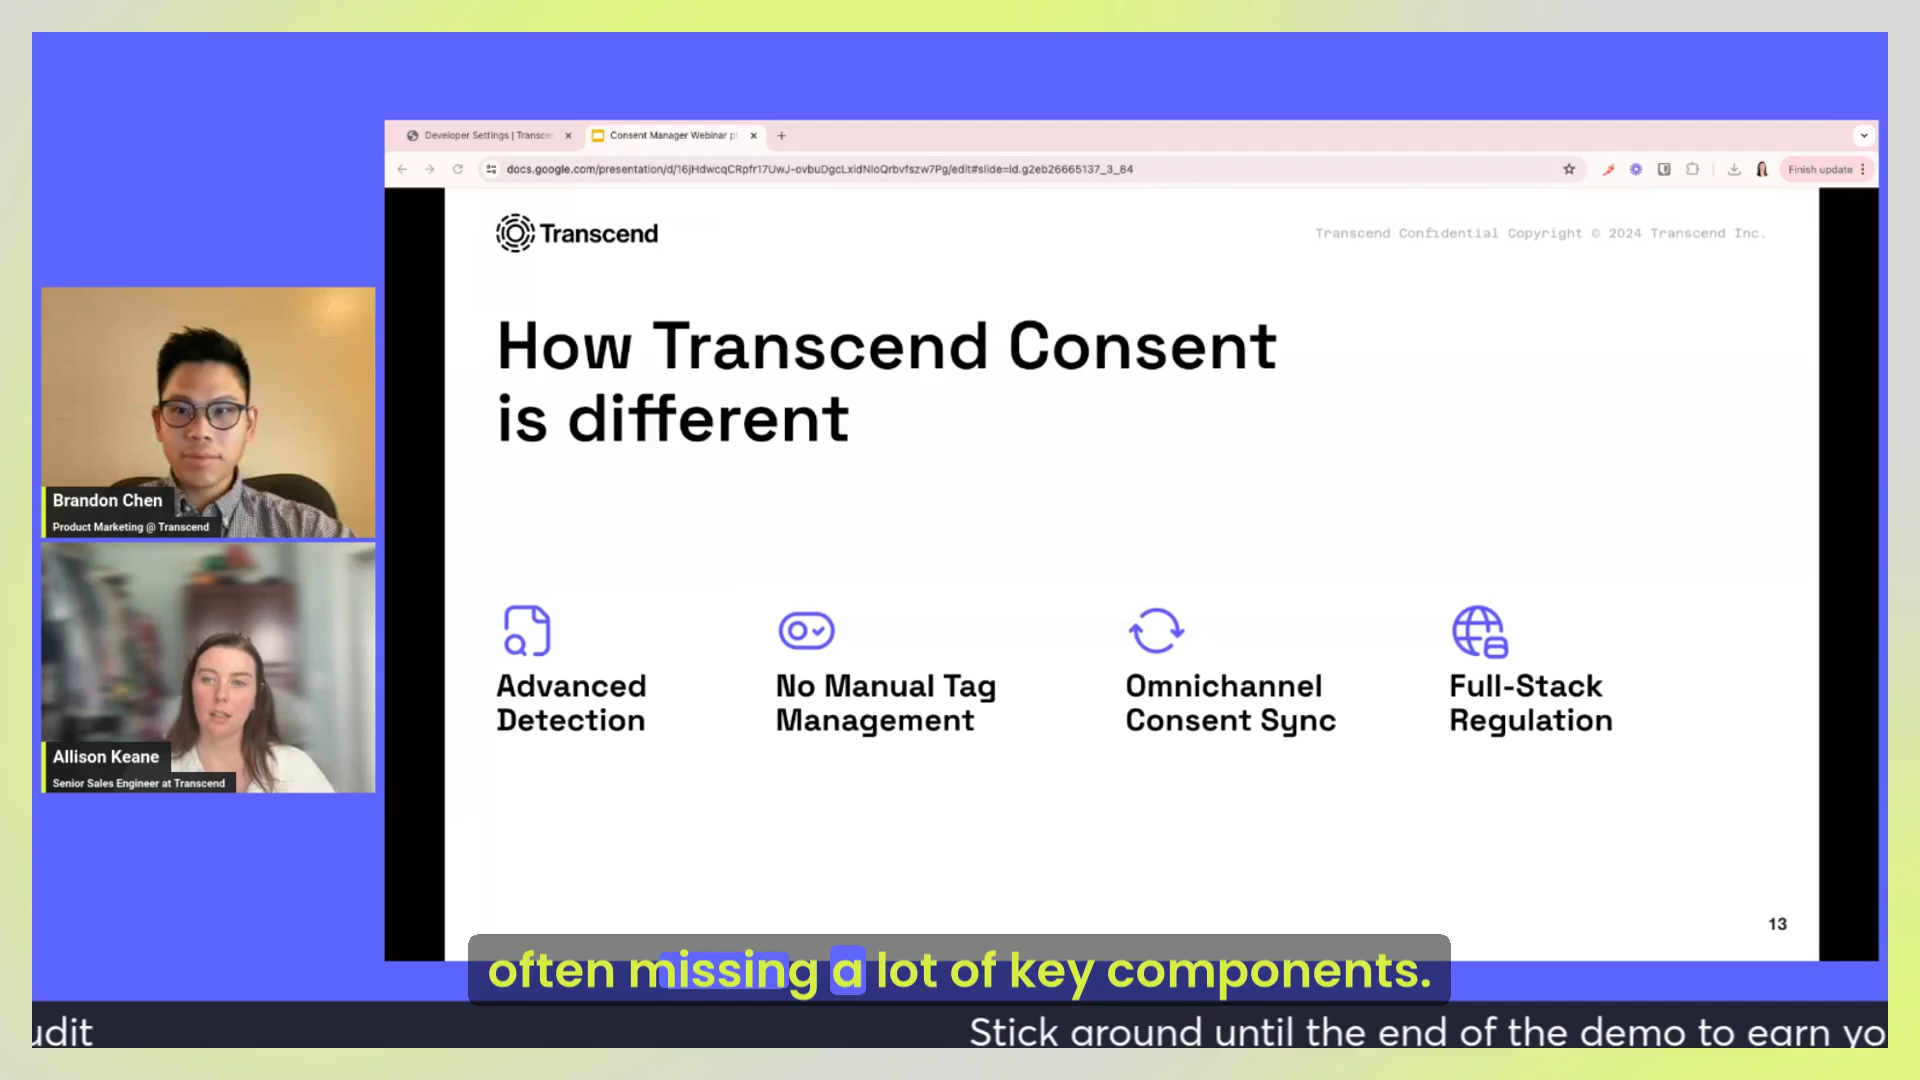 Developer Settings | Transce
Consent Manager Webinar p
docs.google.com/presentation/d/16jHdwcqCRpfr17UwJ-ovbuDgcLxidNIoQrbvfszw7Pg/edit#slide=id.g2eb26665137_3_84
Finish update
Transcend
Transcend Confidential Copyright © 2024 Transcend Inc.
How Transcend Consent
is different
Brandon Chen
Product Marketing @ Transcend
Allison Keane
Senior Sales Engineer at Transcend
Advanced
Detection
No Manual Tag
Management
Omnichannel
Consent Sync
Full-Stack
Regulation
13
often missing a lot of key components.
udit
Stick around until the end of the demo to earn yo